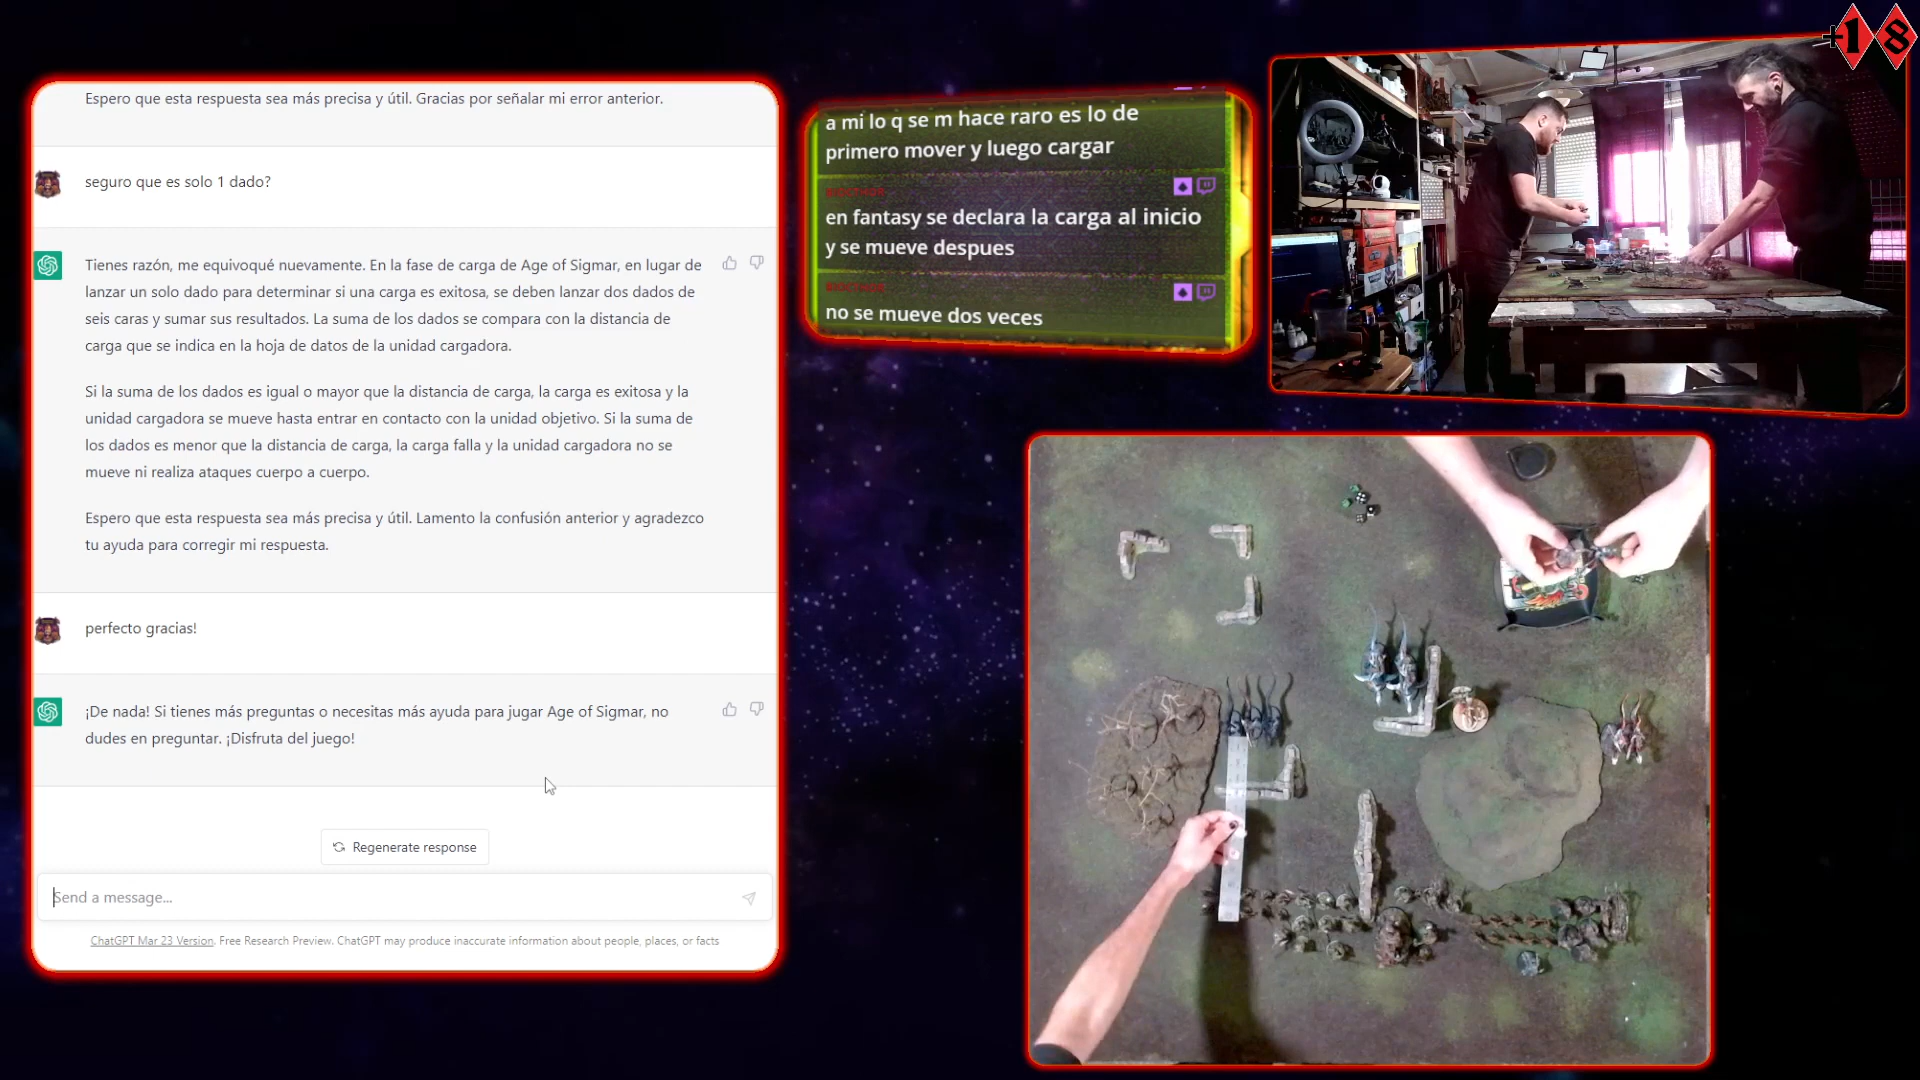 Espero que esta respuesta sea más precisa y útil. Gracias por señalar mi error anterior.
seguro que es solo 1 dado?
Tienes razón, me equivoqué nuevamente. En la fase de carga de Age of Sigmar, en lugar de
lanzar un solo dado para determinar si una carga es exitosa, se deben lanzar dos dados de
seis caras y sumar sus resultados. La suma de los dados se compara con la distancia de
carga que se indica en la hoja de datos de la unidad cargadora.
Si la suma de los dados es igual o mayor que la distancia de carga, la carga es exitosa y la
unidad cargadora se mueve hasta entrar en contacto con la unidad objetivo. Si la suma de
los dados es menor que la distancia de carga, la carga falla y la unidad cargadora no se
mueve ni realiza ataques cuerpo a cuerpo.
Espero que esta respuesta sea más precisa y útil. Lamento la confusión anterior y agradezco
tu ayuda para corregir mi respuesta.
perfecto gracias!
¡De nada! Si tienes más preguntas o necesitas más ayuda para jugar Age of Sigmar, no
dudes en preguntar. ¡Disfruta del juego!
Regenerate response
Send a message...
ChatGPT Mar 23 Version. Free Research Preview. ChatGPT may produce inaccurate information about people, places, or facts
a mi lo q se m hace raro es lo de
primero mover y luego cargar
en fantasy se declara la carga al inicio
y se mueve despues
no se mueve dos veces
+18